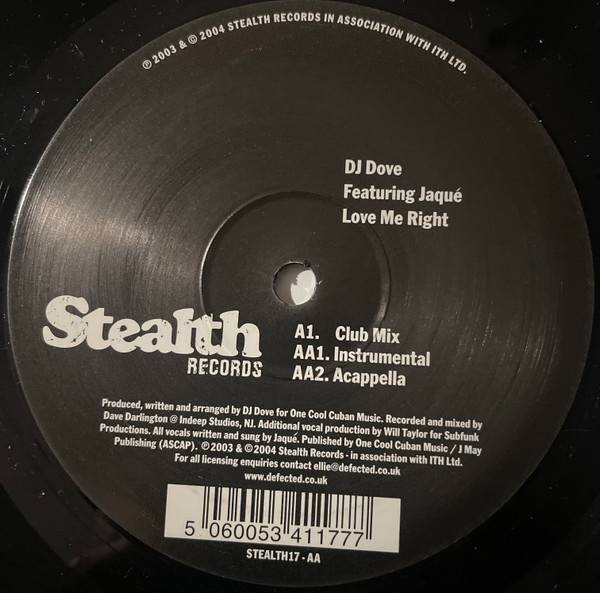 ℗ 2003 & © 2004 STEALTH RECORDS IN ASSOCIATION WITH ITH LTD.
DJ Dove
Featuring Jaqué
Love Me Right
Stealth
RECORDS
A1. Club Mix
AA1. Instrumental
AA2. Acappella
Produced, written and arranged by DJ Dove for One Cool Cuban Music. Recorded and mixed by
Dave Darlington @ Indeep Studios, NJ. Additional vocal production by Will Taylor for Subfunk
Productions. All vocals written and sung by Jaqué. Published by One Cool Cuban Music / J May
Publishing (ASCAP). ℗ 2003 & © 2004 Stealth Records - in association with ITH Ltd.
For all licensing enquiries contact ellie@defected.co.uk
www.defected.co.uk
5 060053 411777
STEALTH17 - AA